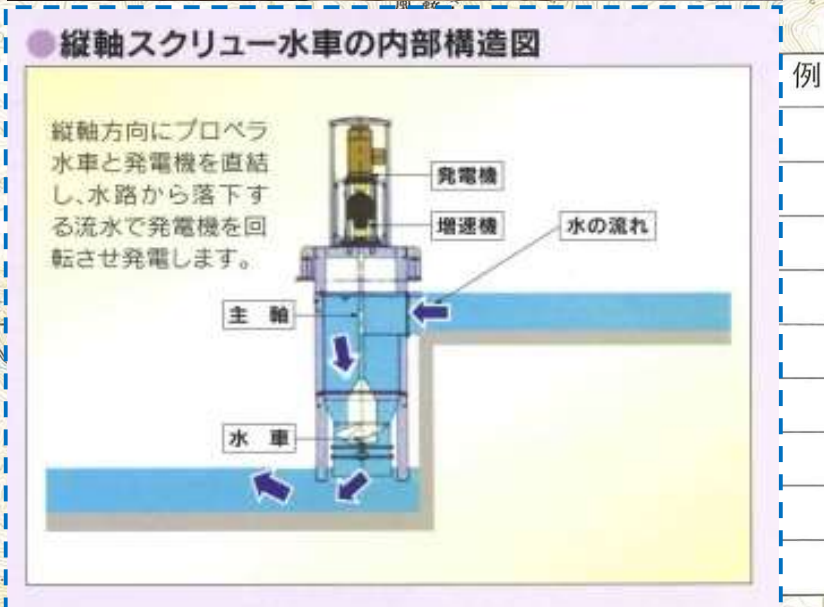 ●縦軸スクリュー水車の内部構造図
例
縦軸方向にプロペラ
水車と発電機を直結
し、水路から落下す
る流水で発電機を回
転させ発電します。
発電機
増速機
水の流れ
主 軸
水 車